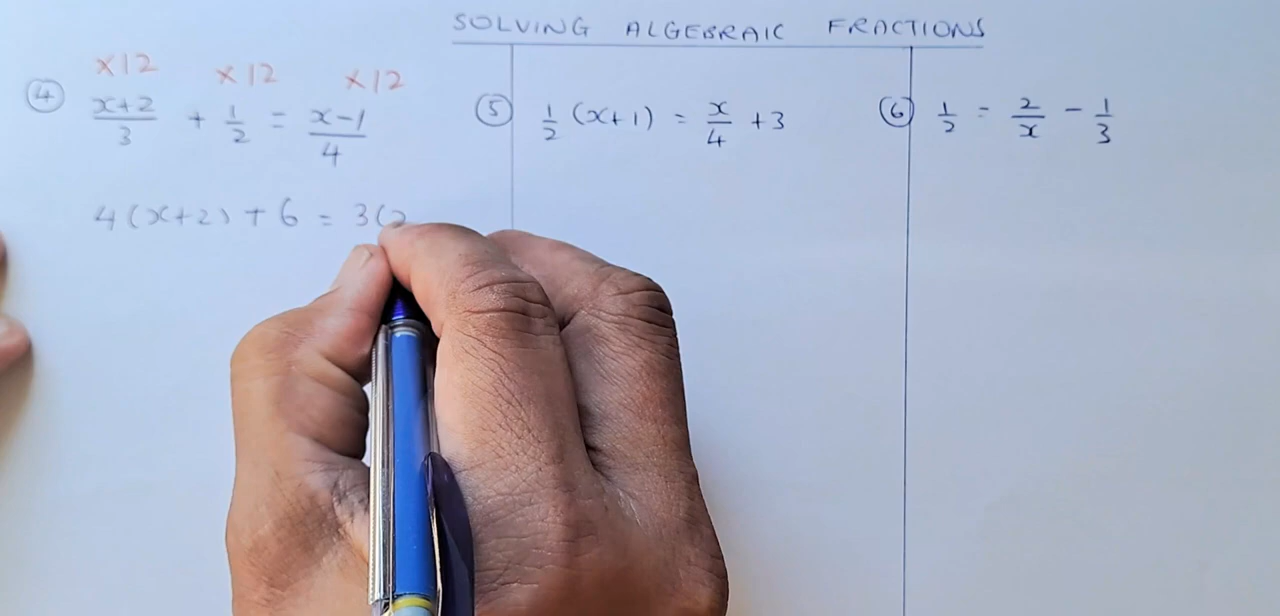 SOLVING ALGEBRAIC FRACTIONS
×12 ×12 ×12
④ (x+2)/3 + 1/2 = (x-1)/4
4(x+2) + 6 = 3(
⑤ 1/2 (x+1) = x/4 + 3
⑥ 1/2 = 2/x - 1/3